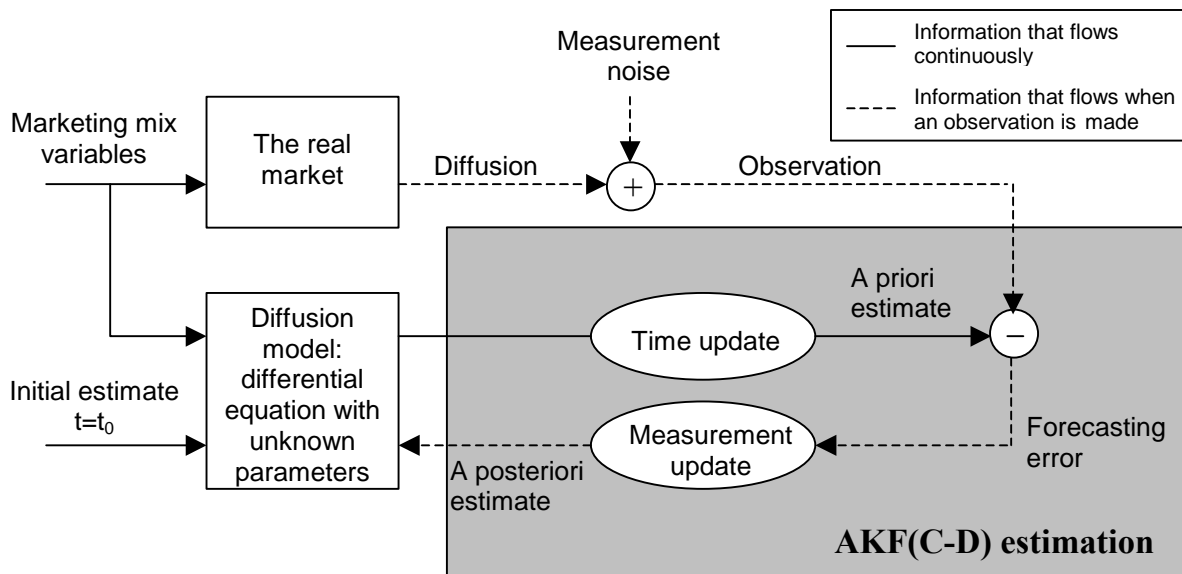 Measurement
noise
Information that flows
continuously
Information that flows when
an observation is made
Marketing mix
variables
The real
market
Diffusion
+
Observation
A priori
estimate
Diffusion
model:
differential
equation with
unknown
parameters
Time update
−
Initial estimate
t=t₀
Measurement
update
A posteriori
estimate
Forecasting
error
AKF(C-D) estimation